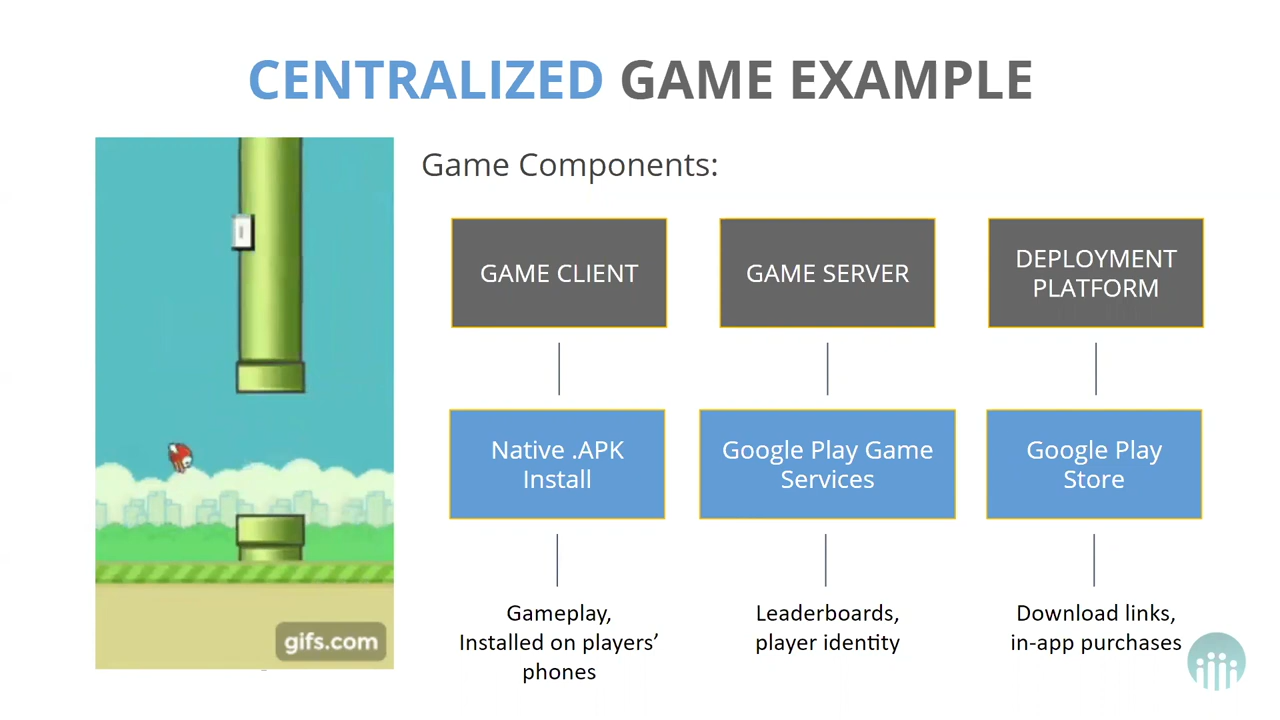 CENTRALIZED GAME EXAMPLE
Game Components:
GAME CLIENT
GAME SERVER
DEPLOYMENT
PLATFORM
Native .APK
Install
Google Play Game
Services
Google Play
Store
Gameplay,
Installed on players’
phones
Leaderboards,
player identity
Download links,
in-app purchases
gifs.com